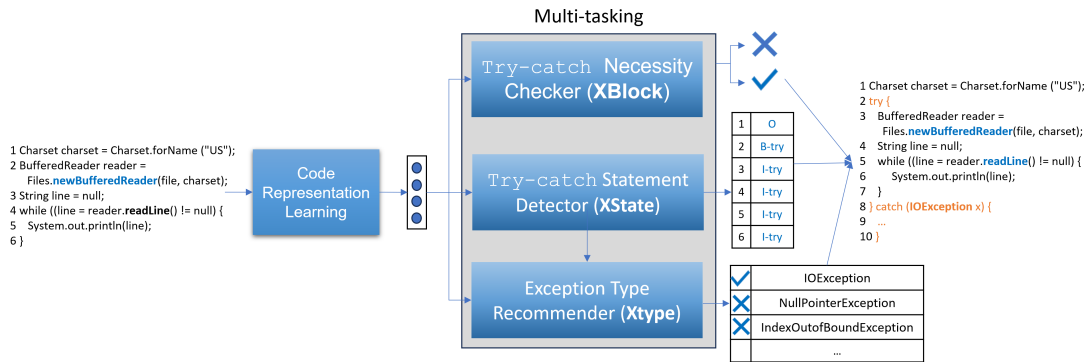 Multi-tasking
1 Charset charset = Charset.forName ("US");
2 BufferedReader reader =
Files.newBufferedReader(file, charset);
3 String line = null;
4 while ((line = reader.readLine() != null) {
5 System.out.println(line);
6 }
Code
Representation
Learning
Try-catch Necessity
Checker (XBlock)
Try-catch Statement
Detector (XState)
Exception Type
Recommender (Xtype)
1 O
2 B-try
3 I-try
4 I-try
5 I-try
6 I-try
IOException
NullPointerException
IndexOutofBoundException
...
1 Charset charset = Charset.forName ("US");
2 try {
3 BufferedReader reader =
Files.newBufferedReader(file, charset);
4 String line = null;
5 while ((line = reader.readLine() != null) {
6 System.out.println(line);
7 }
8 } catch (IOException x) {
9 ...
10 }